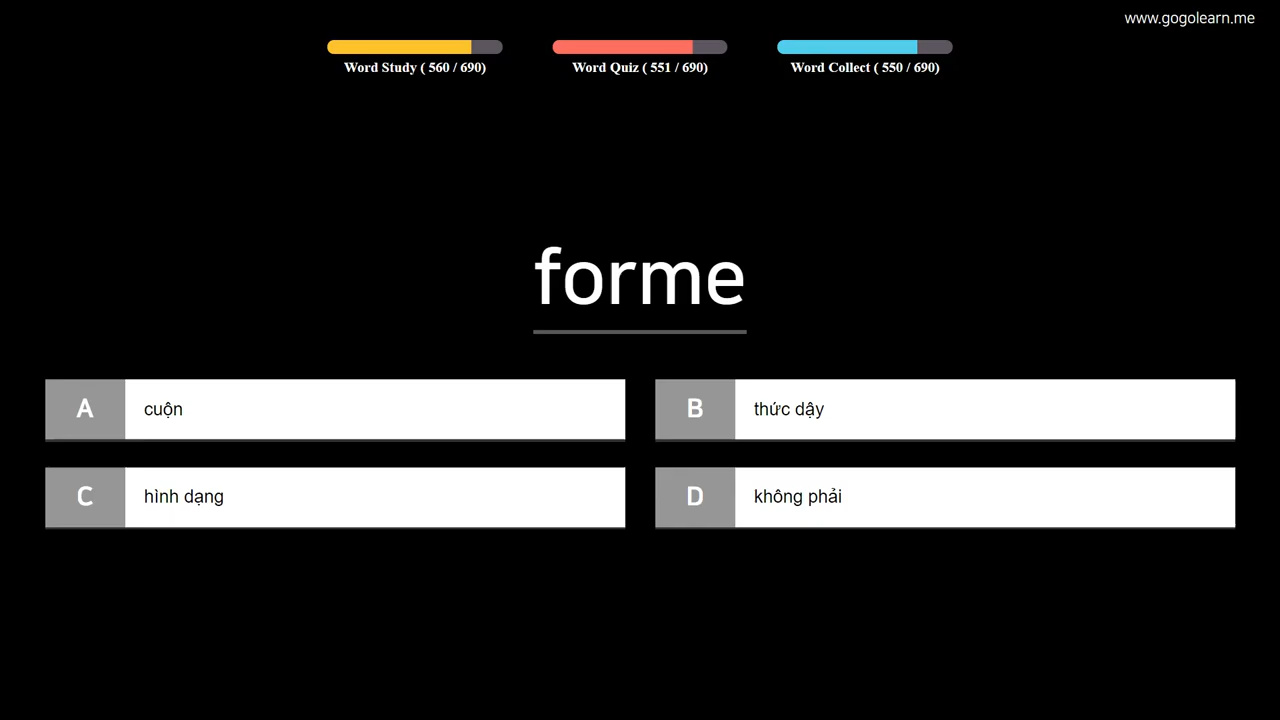 www.gogolearn.me
Word Study ( 560 / 690)
Word Quiz ( 551 / 690)
Word Collect ( 550 / 690)
forme
A cuộn
B thức dậy
C hình dạng
D không phải